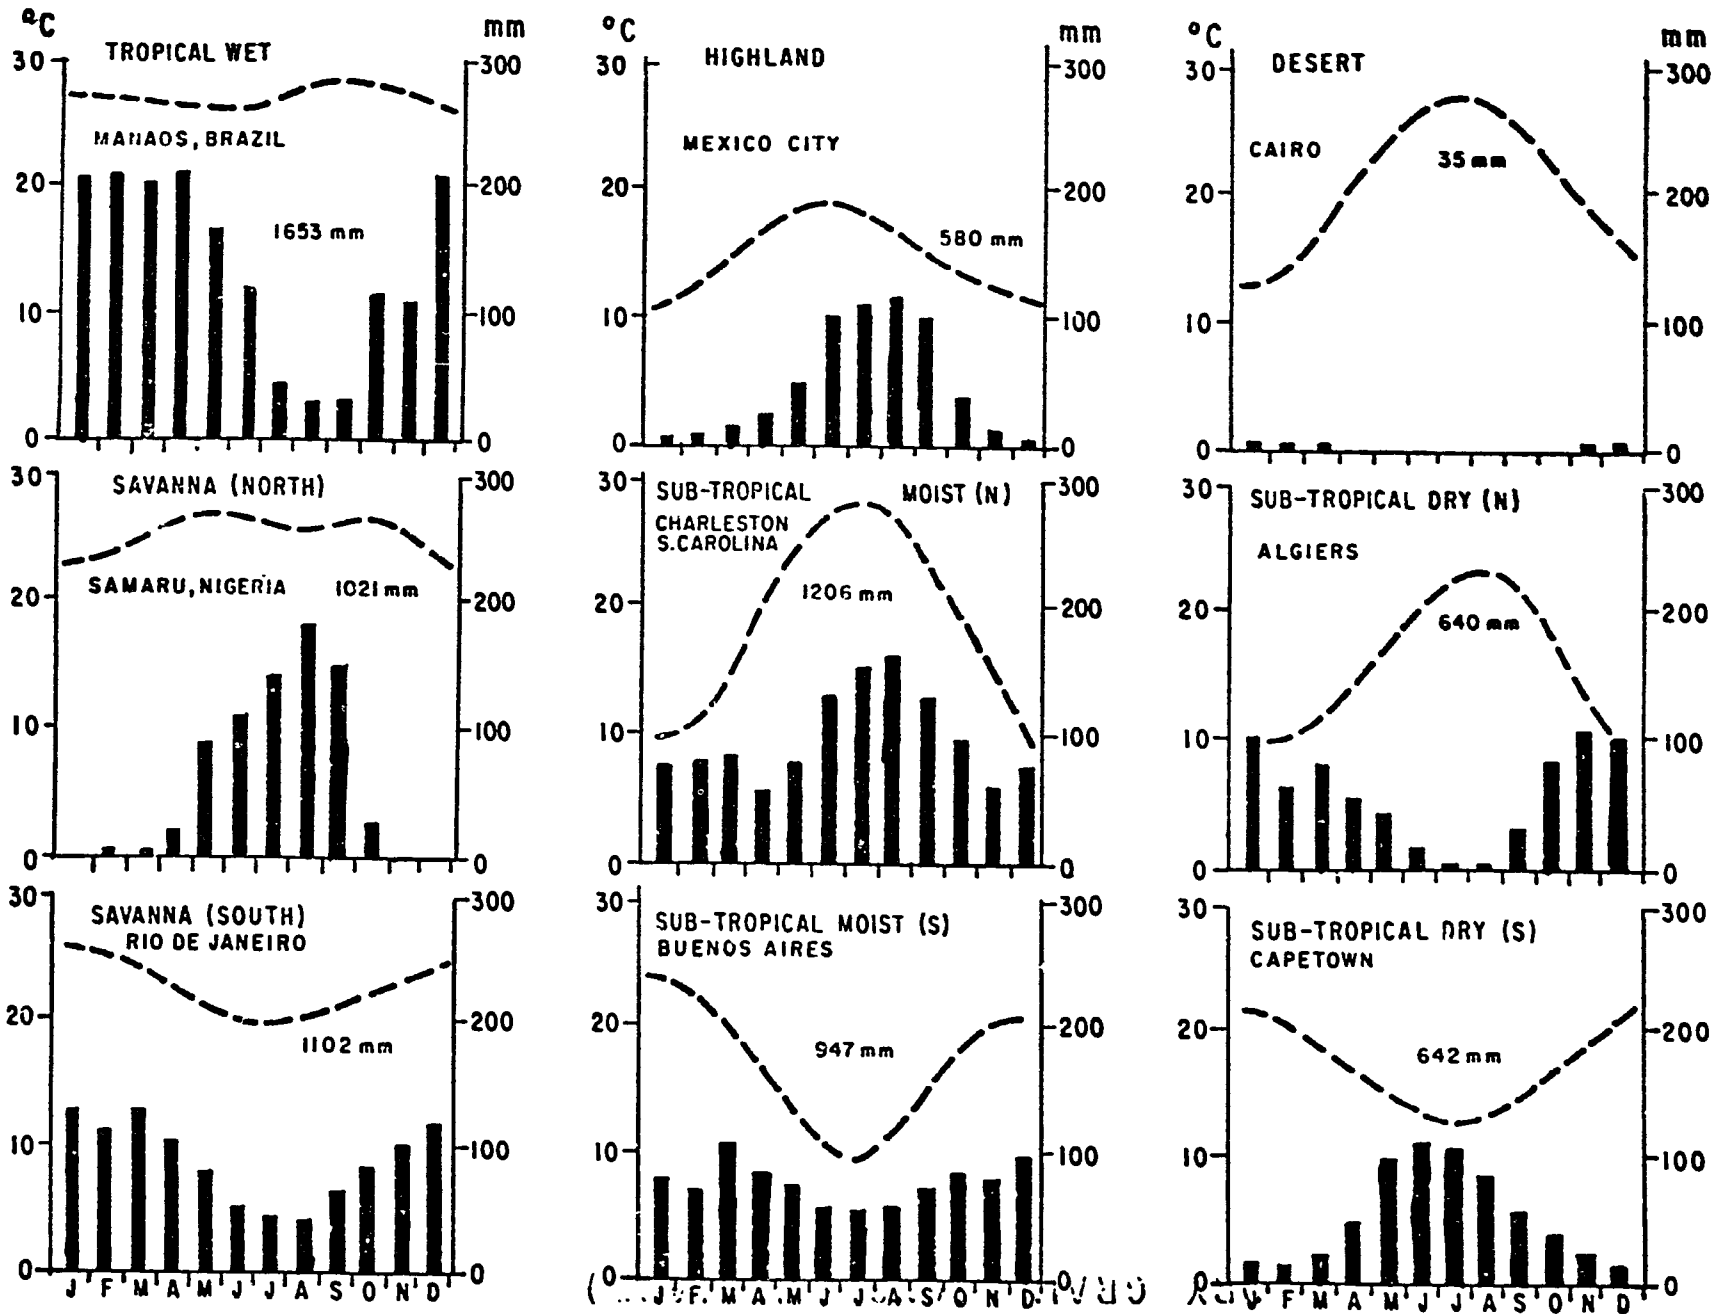 °C
mm
TROPICAL WET
30
300
MANAOS, BRAZIL
20
200
1653 mm
10
100
0
0
°C
mm
HIGHLAND
30
300
MEXICO CITY
20
200
580 mm
10
100
0
0
°C
mm
DESERT
30
300
CAIRO
35 mm
20
200
10
100
0
0
30
300
SAVANNA (NORTH)
SAMARU, NIGERIA
1021 mm
20
200
10
100
0
0
30
300
SUB-TROPICAL MOIST (N)
CHARLESTON
S. CAROLINA
1206 mm
20
200
10
100
0
0
30
300
SUB-TROPICAL DRY (N)
ALGIERS
20
200
640 mm
10
100
0
0
30
300
SAVANNA (SOUTH)
RIO DE JANEIRO
20
200
1102 mm
10
100
0
0
J F M A M J J A S O N D
30
300
SUB-TROPICAL MOIST (S)
BUENOS AIRES
20
200
947 mm
10
100
0
0
J F M A M J J A S O N D
30
300
SUB-TROPICAL DRY (S)
CAPETOWN
20
200
642 mm
10
100
0
0
J F M A M J J A S O N D